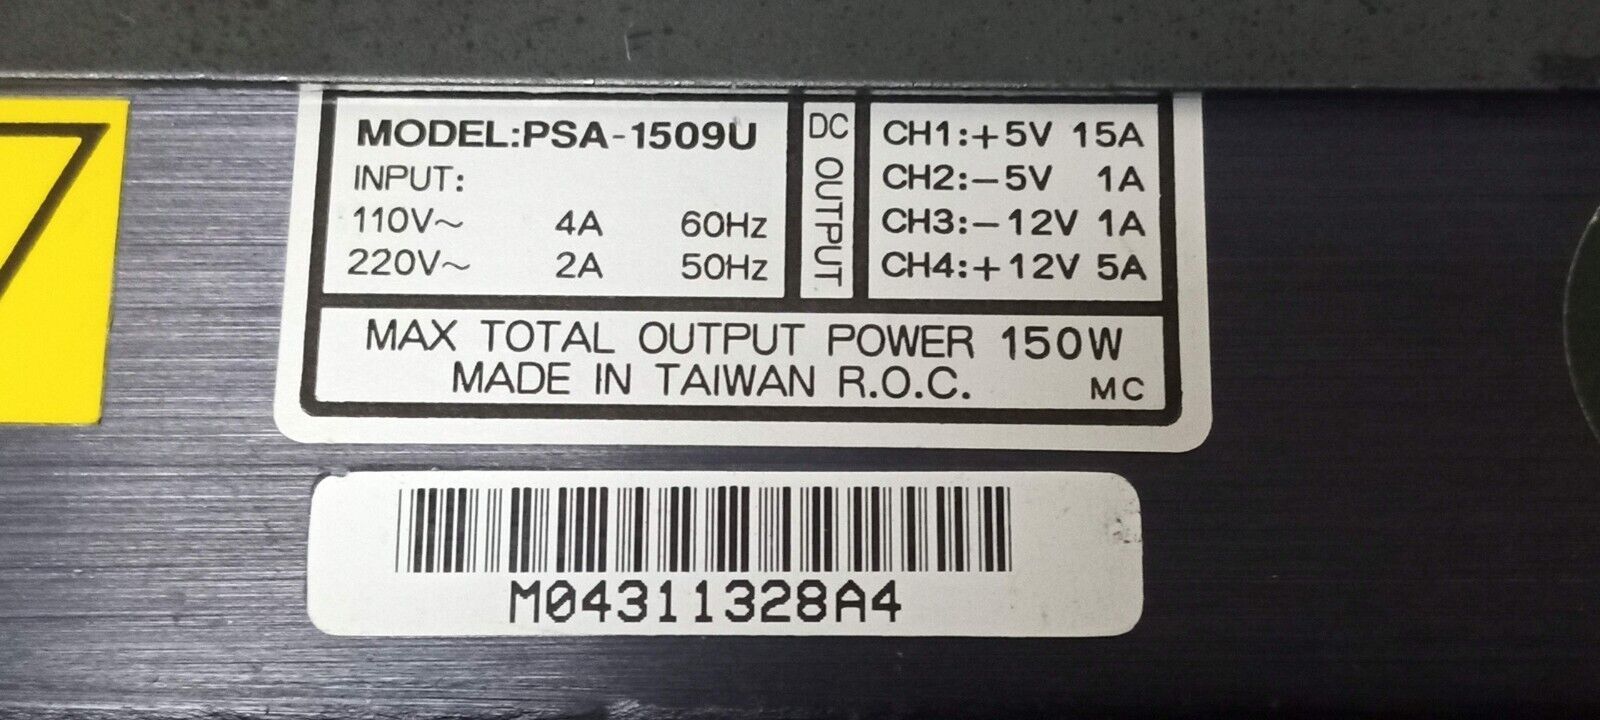 MODEL:PSA-1509U
INPUT:
110V~ 4A 60Hz
220V~ 2A 50Hz
DC OUTPUT
CH1:+5V 15A
CH2:-5V 1A
CH3:-12V 1A
CH4:+12V 5A
MAX TOTAL OUTPUT POWER 150W
MADE IN TAIWAN R.O.C. MC
M04311328A4